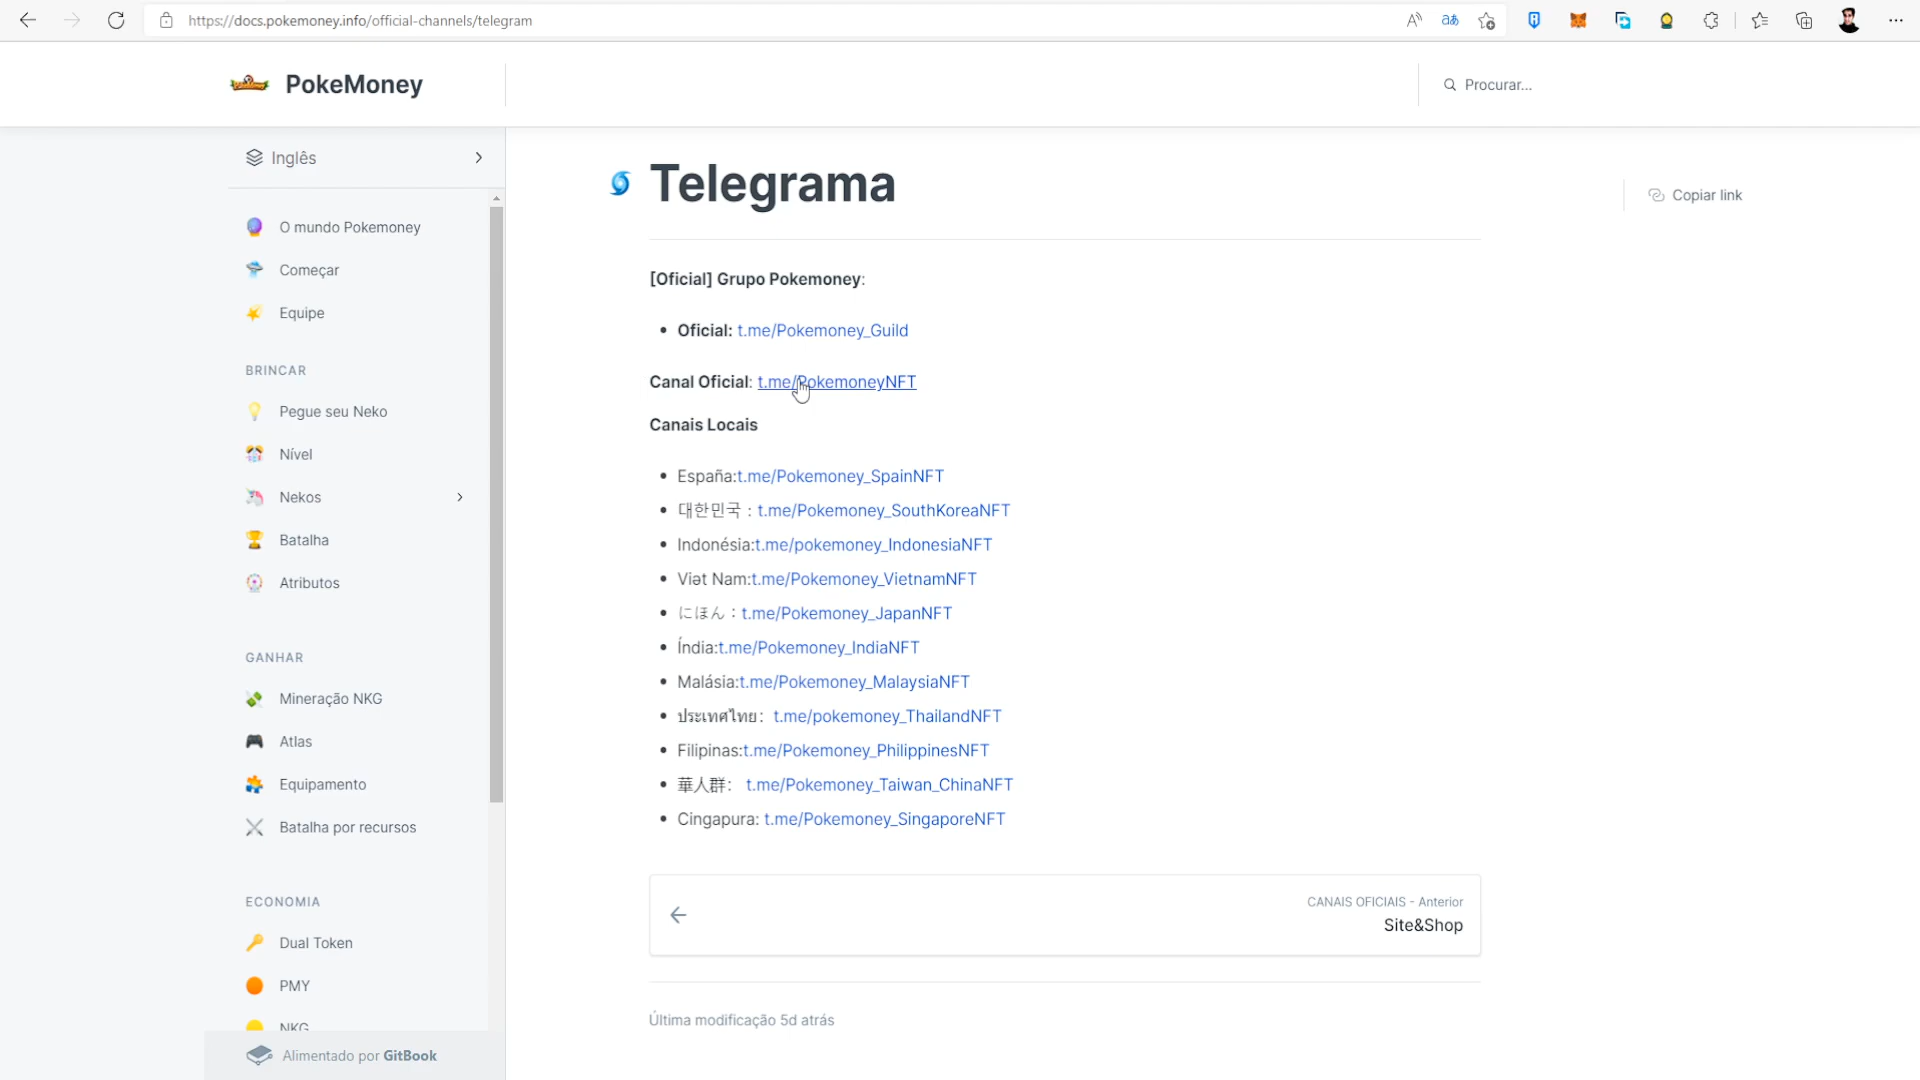 https://docs.pokemoney.info/official-channels/telegram
PokeMoney
Procurar...
Inglês
O mundo Pokemoney
Começar
Equipe
BRINCAR
Pegue seu Neko
Nível
Nekos
Batalha
Atributos
GANHAR
Mineração NKG
Atlas
Equipamento
Batalha por recursos
ECONOMIA
Dual Token
PMY
NKG
Alimentado por GitBook
Telegrama
Copiar link
[Oficial] Grupo Pokemoney:
• Oficial: t.me/Pokemoney_Guild
Canal Oficial: t.me/PokemoneyNFT
Canais Locais
• España:t.me/Pokemoney_SpainNFT
• 대한민국 : t.me/Pokemoney_SouthKoreaNFT
• Indonésia:t.me/pokemoney_IndonesiaNFT
• Việt Nam:t.me/Pokemoney_VietnamNFT
• にほん：t.me/Pokemoney_JapanNFT
• Índia:t.me/Pokemoney_IndiaNFT
• Malásia:t.me/Pokemoney_MalaysiaNFT
• ประเทศไทย: t.me/pokemoney_ThailandNFT
• Filipinas:t.me/Pokemoney_PhilippinesNFT
• 華人群: t.me/Pokemoney_Taiwan_ChinaNFT
• Cingapura: t.me/Pokemoney_SingaporeNFT
CANAIS OFICIAIS - Anterior
Site&Shop
Última modificação 5d atrás